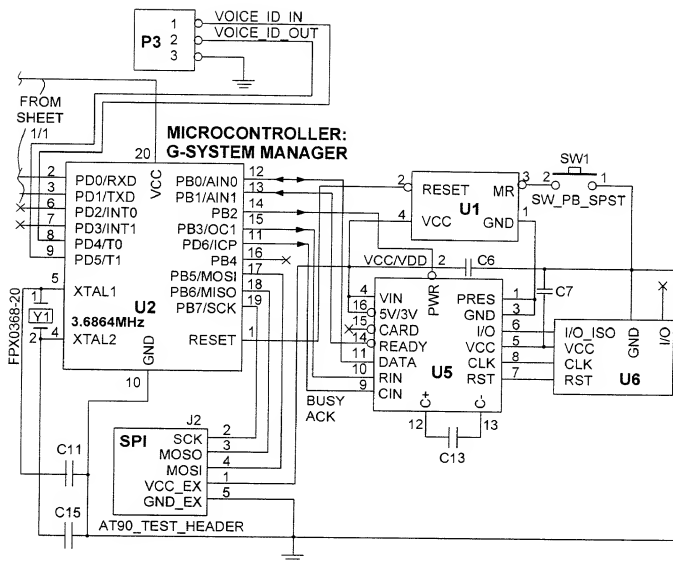 P3
1 VOICE_ID_IN
2 VOICE_ID_OUT
3
FROM
SHEET
1/1
MICROCONTROLLER:
G-SYSTEM MANAGER
20
VCC
2 PD0/RXD
3 PD1/TXD
6 PD2/INT0
7 PD3/INT1
8 PD4/T0
9 PD5/T1
5 XTAL1
4 XTAL2
1
Y1
2
FPX0368-20
U2
3.6864MHz
GND
10
PB0/AIN0 12
PB1/AIN1 13
PB2 14
PB3/OC1 15
PD6/ICP 11
PB4 16
PB5/MOSI 17
PB6/MISO 18
PB7/SCK 19
RESET 1
2 RESET
MR 3
4 VCC
GND 1
U1
SW1
2 1
SW_PB_SPST
VCC/VDD
2
PWR
C6
C7
4 VIN
16 5V/3V
15 CARD
14 READY
11 DATA
10 RIN
9 CIN
PRES 1
GND 3
I/O 6
VCC 5
CLK 8
RST 7
U5
C+ C-
12 13
C13
BUSY
ACK
I/O_ISO
VCC
CLK
RST
GND
I/O
U6
J2
SPI
SCK 2
MOSO 3
MOSI 4
VCC_EX 1
GND_EX 5
AT90_TEST_HEADER
C11
C15